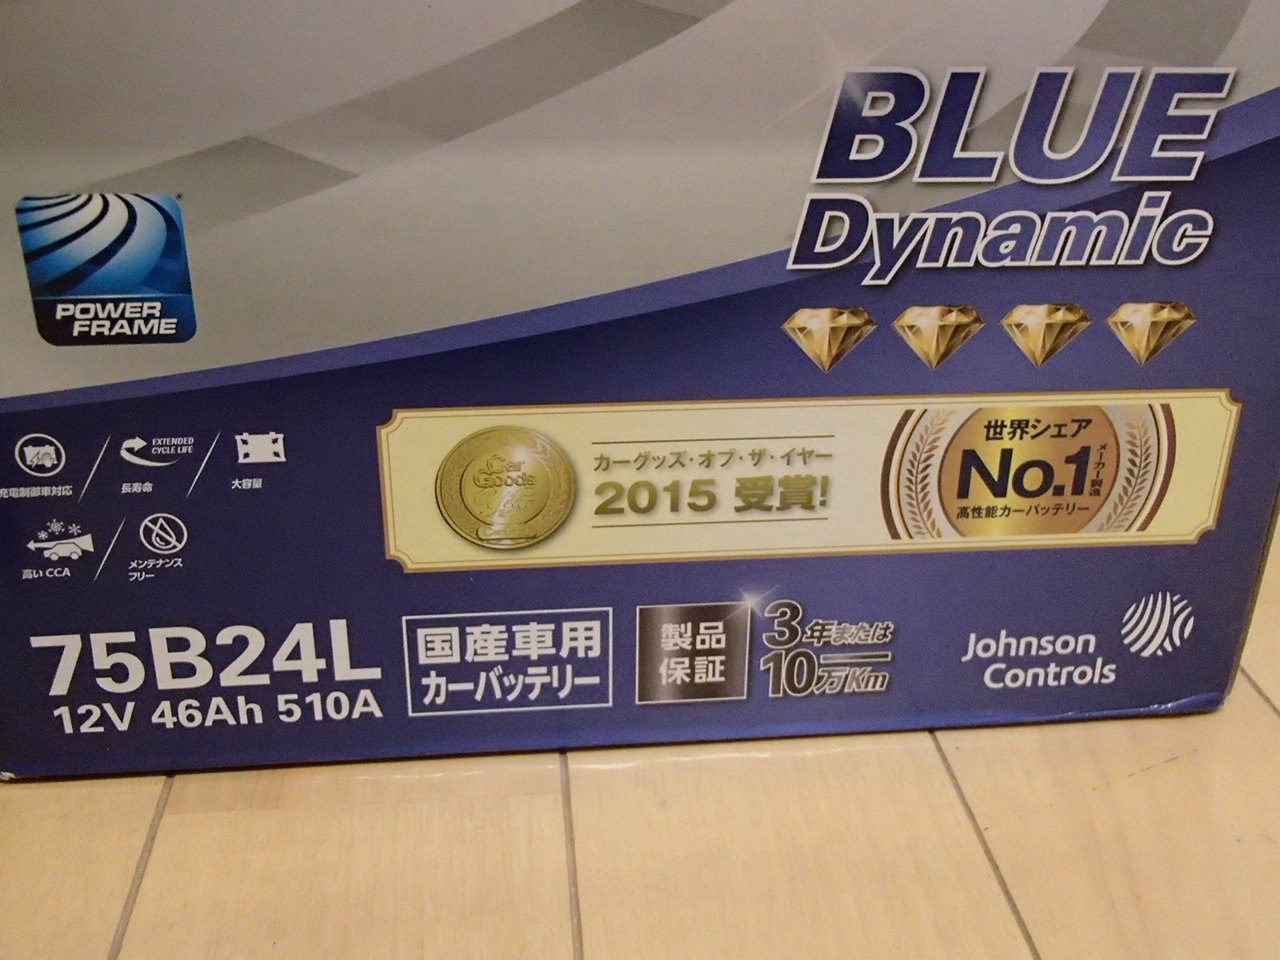 BLUE
Dynamic
POWER
FRAME
充電制御車対応
EXTENDED
CYCLE LIFE
長寿命
大容量
高いCCA
メンテナンス
フリー
Car
Goods
カーグッズ・オブ・ザ・イヤー
2015 受賞!
世界シェア
No.1
メーカー製造
高性能カーバッテリー
75B24L
12V 46Ah 510A
国産車用
カーバッテリー
製品
保証
3年または
10万Km
Johnson
Controls